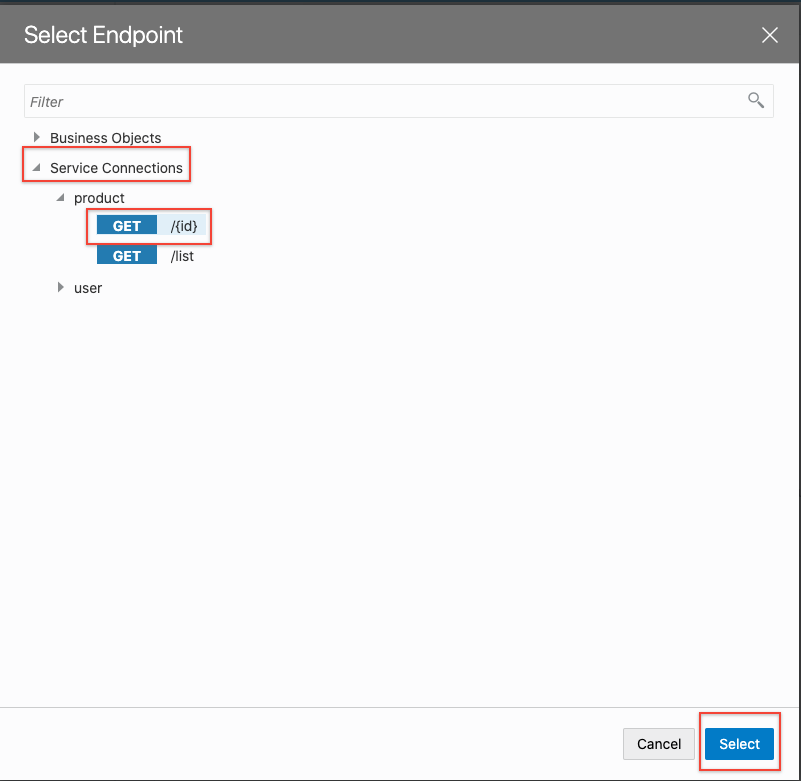 Select Endpoint
Filter
Business Objects
Service Connections
product
GET /{id}
GET /list
user
Cancel Select